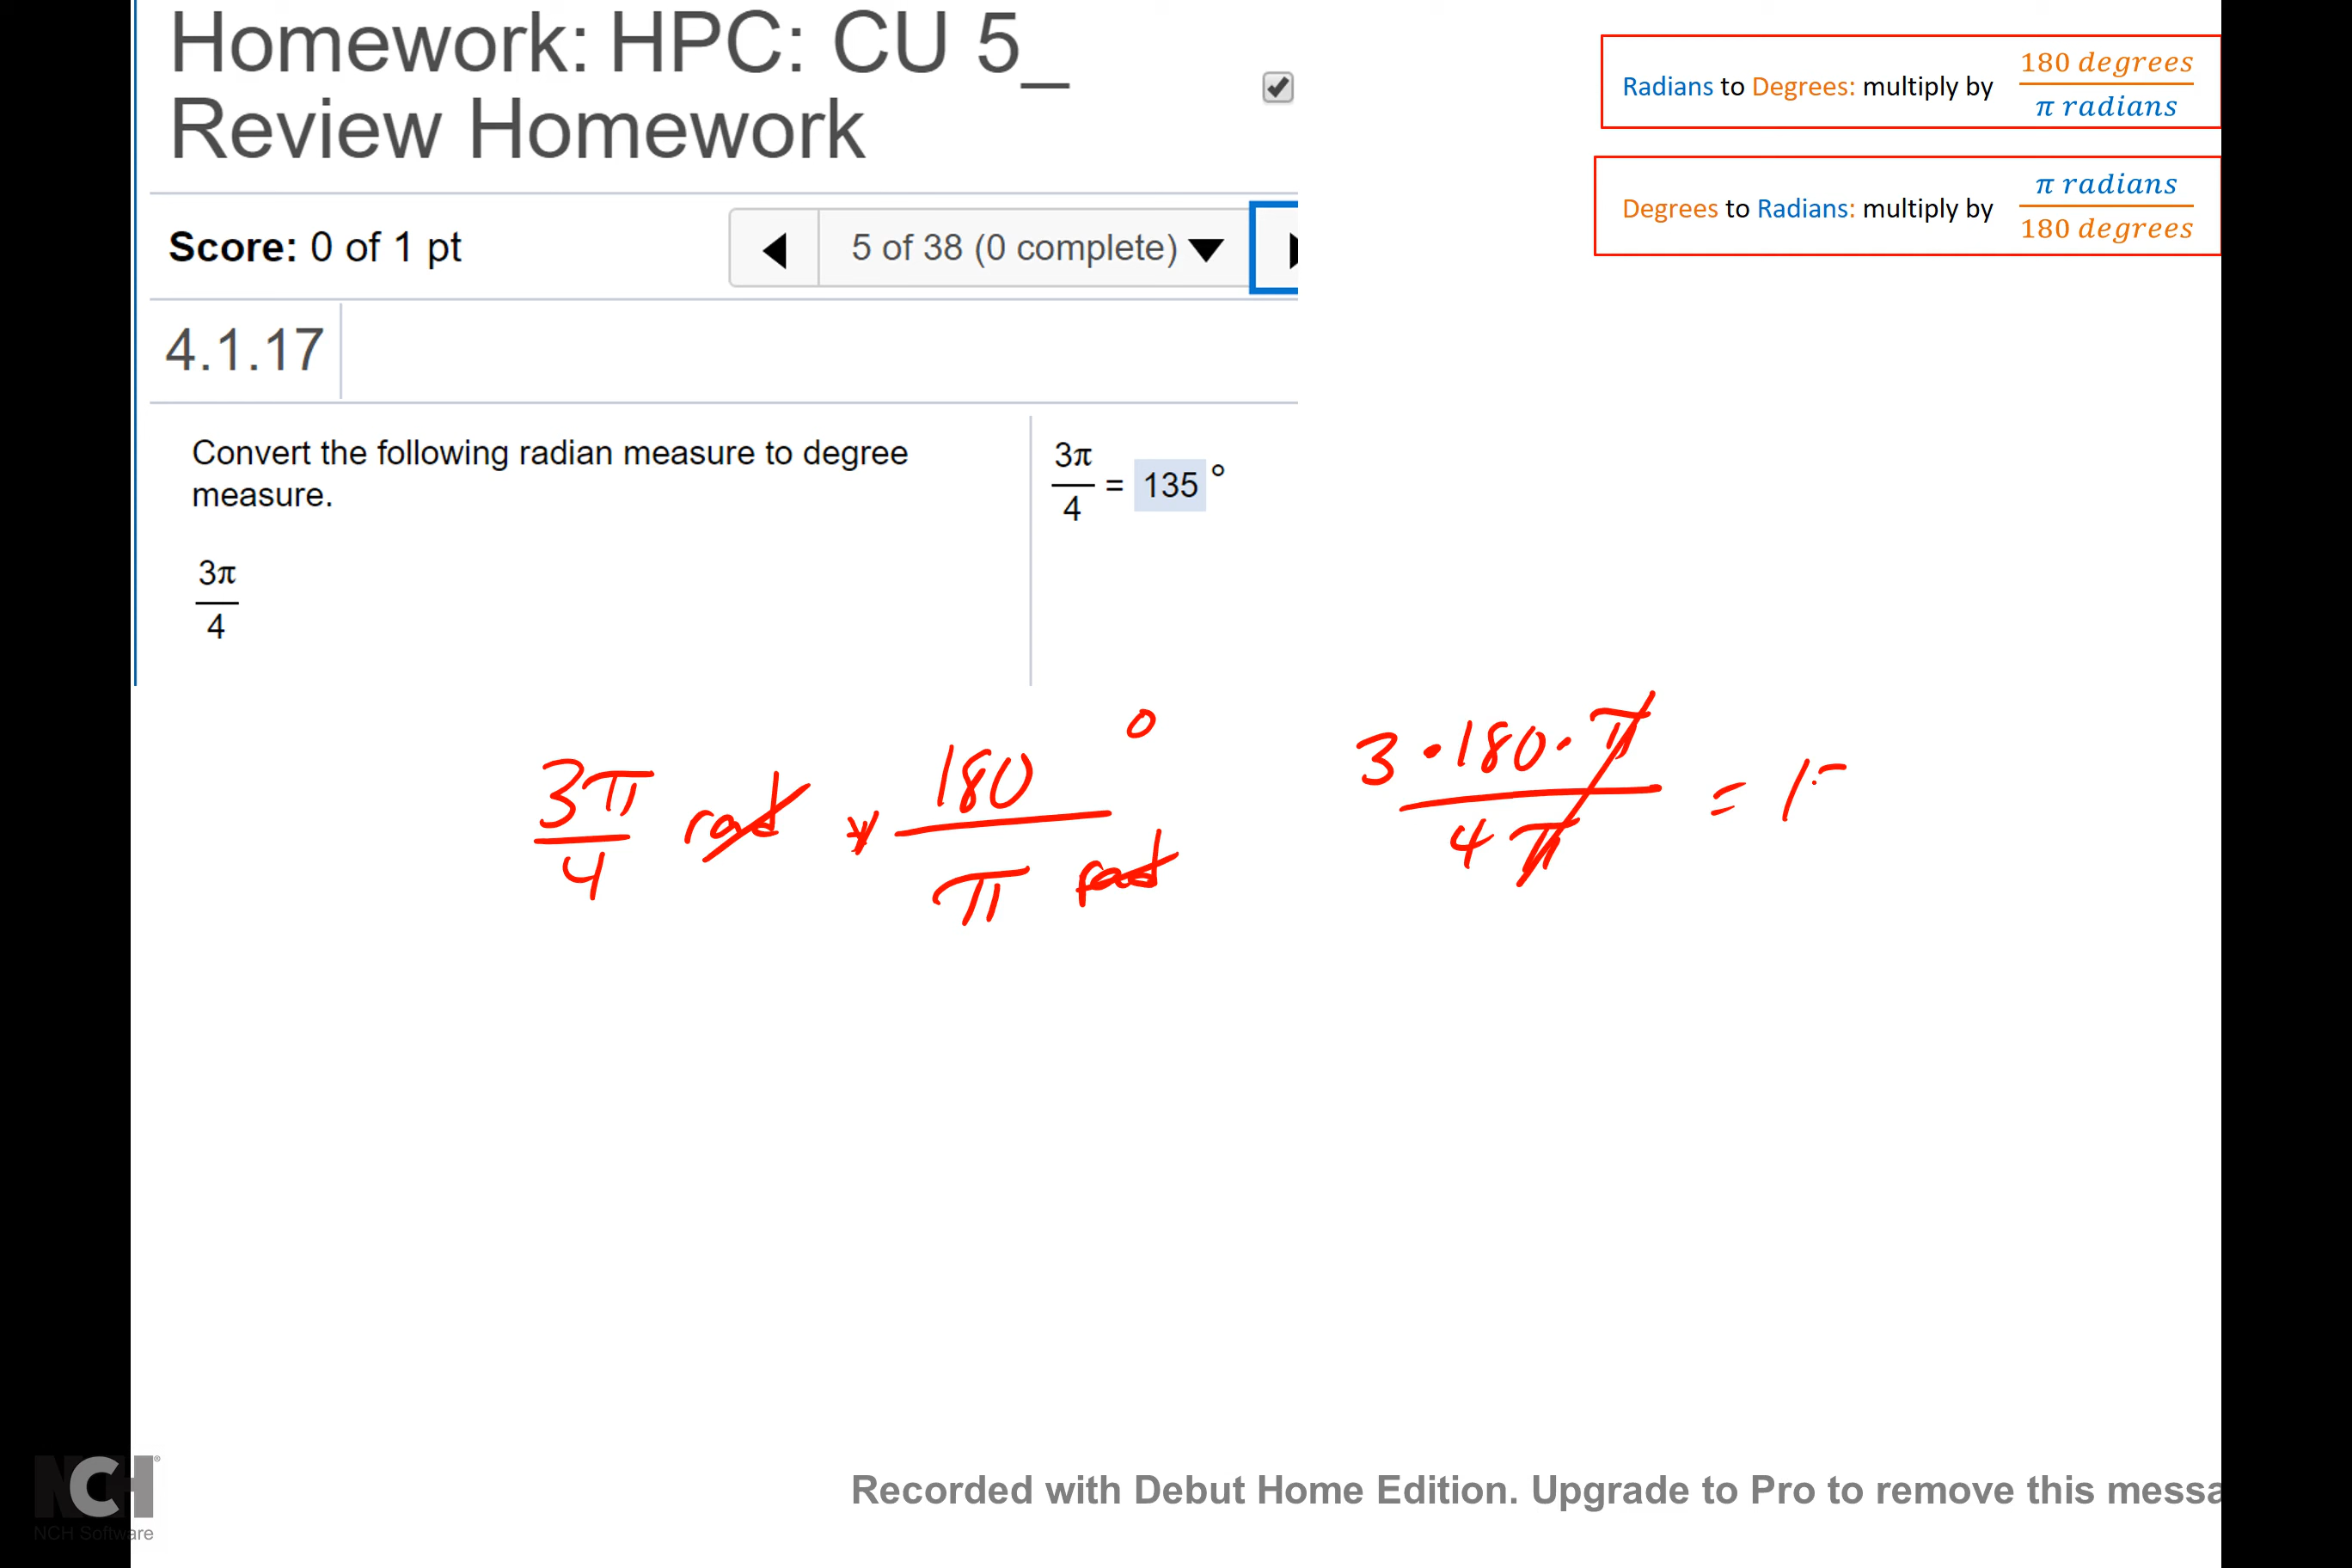 Homework: HPC: CU 5_
Review Homework
Radians to Degrees: multiply by 180 degrees / π radians
Degrees to Radians: multiply by π radians / 180 degrees
Score: 0 of 1 pt
5 of 38 (0 complete)
4.1.17
Convert the following radian measure to degree
measure.
3π/4
3π/4 = 135°
3π/4 rad * 180°/π rad
3·180·π/4π = 1
NCH®
NCH Software
Recorded with Debut Home Edition. Upgrade to Pro to remove this messa